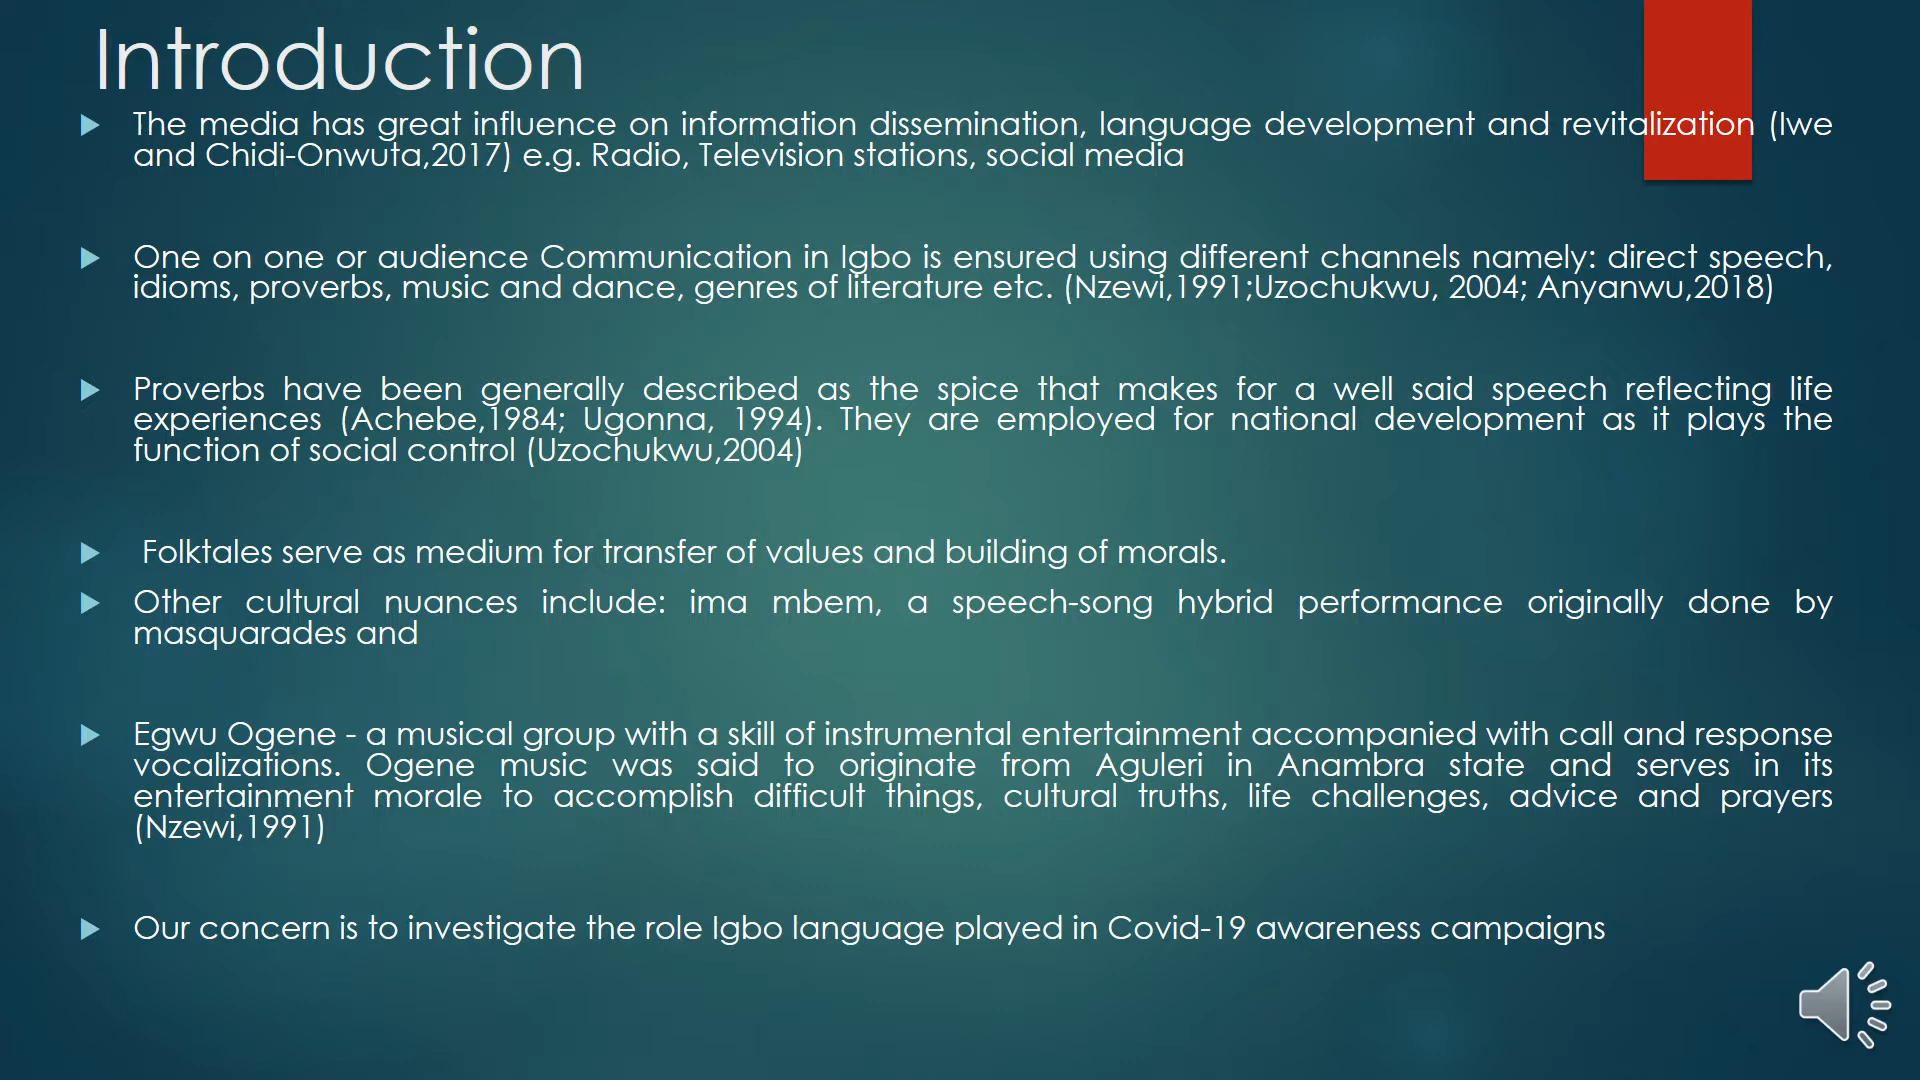 Introduction
The media has great influence on information dissemination, language development and revitalization (Iwe
and Chidi-Onwuta,2017) e.g. Radio, Television stations, social media
One on one or audience Communication in Igbo is ensured using different channels namely: direct speech,
idioms, proverbs, music and dance, genres of literature etc. (Nzewi,1991;Uzochukwu, 2004; Anyanwu,2018)
Proverbs have been generally described as the spice that makes for a well said speech reflecting life
experiences (Achebe,1984; Ugonna, 1994). They are employed for national development as it plays the
function of social control (Uzochukwu,2004)
Folktales serve as medium for transfer of values and building of morals.
Other cultural nuances include: ima mbem, a speech-song hybrid performance originally done by
masquarades and
Egwu Ogene - a musical group with a skill of instrumental entertainment accompanied with call and response
vocalizations. Ogene music was said to originate from Aguleri in Anambra state and serves in its
entertainment morale to accomplish difficult things, cultural truths, life challenges, advice and prayers
(Nzewi,1991)
Our concern is to investigate the role Igbo language played in Covid-19 awareness campaigns